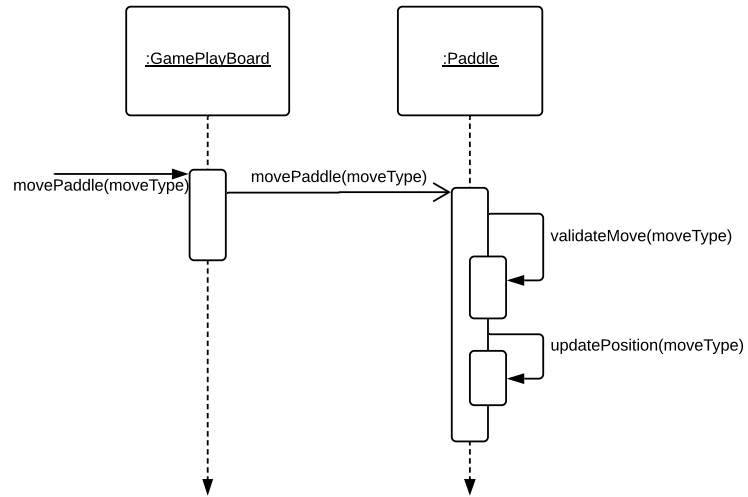 :GamePlayBoard
:Paddle
movePaddle(moveType)
movePaddle(moveType)
validateMove(moveType)
updatePosition(moveType)